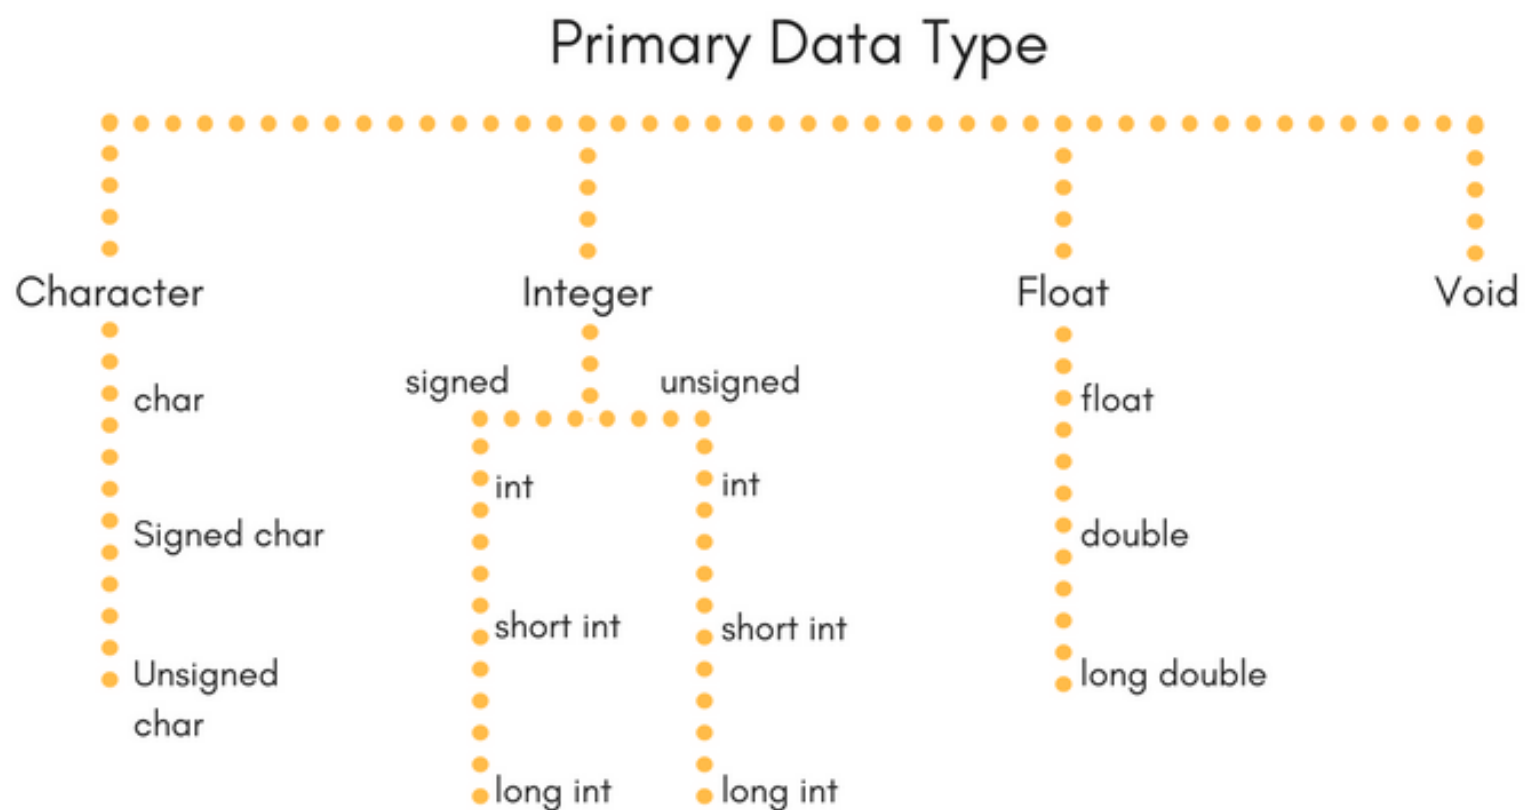 Primary Data Type
Character
Integer
Float
Void
char
Signed char
Unsigned
char
signed
unsigned
int
short int
long int
int
short int
long int
float
double
long double